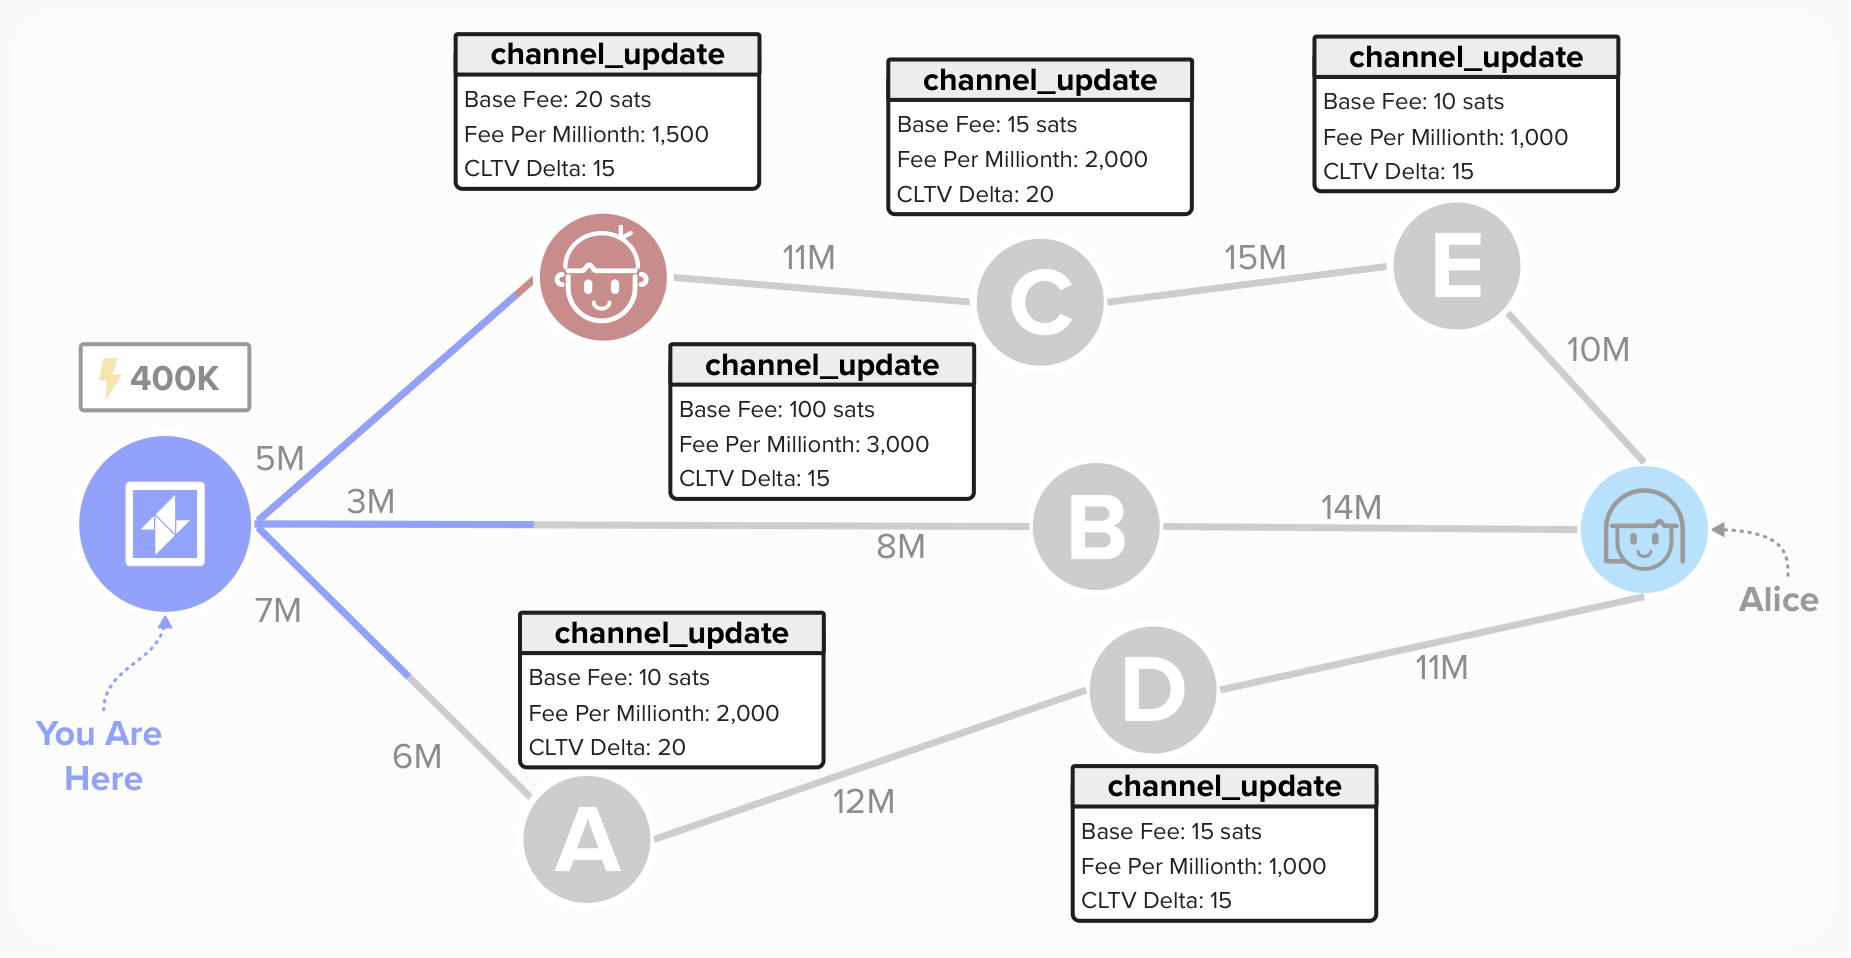 channel_update
Base Fee: 20 sats
Fee Per Millionth: 1,500
CLTV Delta: 15
channel_update
Base Fee: 15 sats
Fee Per Millionth: 2,000
CLTV Delta: 20
channel_update
Base Fee: 10 sats
Fee Per Millionth: 1,000
CLTV Delta: 15
11M
C
15M
E
10M
400K
channel_update
Base Fee: 100 sats
Fee Per Millionth: 3,000
CLTV Delta: 15
5M
3M
8M
B
14M
Alice
7M
You Are
Here
6M
channel_update
Base Fee: 10 sats
Fee Per Millionth: 2,000
CLTV Delta: 20
A
12M
D
11M
channel_update
Base Fee: 15 sats
Fee Per Millionth: 1,000
CLTV Delta: 15